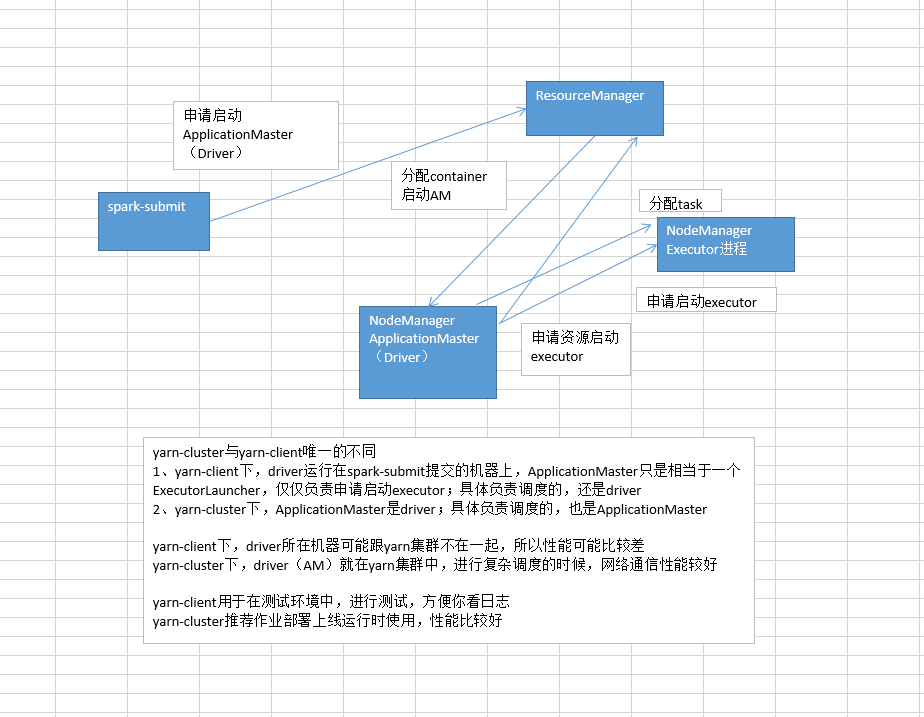 ResourceManager
申请启动
ApplicationMaster
（Driver）
分配container
启动AM
spark-submit
分配task
NodeManager
Executor进程
申请启动executor
NodeManager
ApplicationMaster
（Driver）
申请资源启动
executor
yarn-cluster与yarn-client唯一的不同
1、yarn-client下，driver运行在spark-submit提交的机器上，ApplicationMaster只是相当于一个
ExecutorLauncher，仅仅负责申请启动executor；具体负责调度的，还是driver
2、yarn-cluster下，ApplicationMaster是driver；具体负责调度的，也是ApplicationMaster
yarn-client下，driver所在机器可能跟yarn集群不在一起，所以性能可能比较差
yarn-cluster下，driver（AM）就在yarn集群中，进行复杂调度的时候，网络通信性能较好
yarn-client用于在测试环境中，进行测试，方便你看日志
yarn-cluster推荐作业部署上线运行时使用，性能比较好